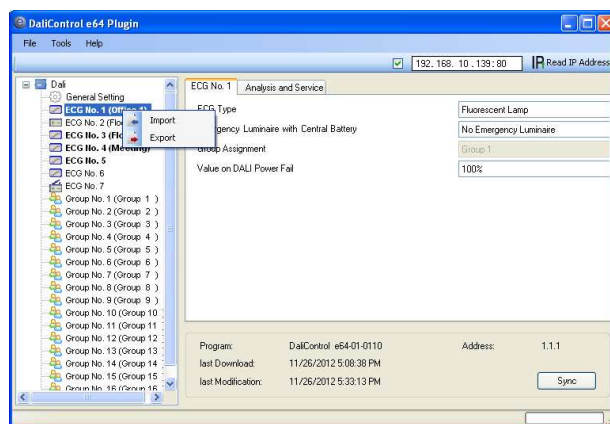 DaliControl e64 Plugin
File Tools Help
192. 168. 10 . 139 : 80 Read IP Address
Dali
General Setting
ECG No. 1 (Office 1)
ECG No. 2 (Flo
ECG No. 3 (Flo
ECG No. 4 (Meeting)
ECG No. 5
ECG No. 6
ECG No. 7
Group No. 1 (Group 1 )
Group No. 2 (Group 2 )
Group No. 3 (Group 3 )
Group No. 4 (Group 4 )
Group No. 5 (Group 5 )
Group No. 6 (Group 6 )
Group No. 7 (Group 7 )
Group No. 8 (Group 8 )
Group No. 9 (Group 9 )
Group No. 10 (Group 10
Group No. 11 (Group 11
Group No. 12 (Group 12
Group No. 13 (Group 13
Group No. 14 (Group 14
Group No. 15 (Group 15
Group No. 16 (Group 16
Import
Export
ECG No. 1 Analysis and Service
ECG Type Fluorescent Lamp
ergency Luminaire with Central Battery No Emergency Luminaire
Group Assignment Group 1
Value on DALI Power Fail 100%
Program: DaliControl e64-01-0110 Address: 1.1.1
last Download: 11/26/2012 5:08:38 PM
last Modification: 11/26/2012 5:33:13 PM Sync